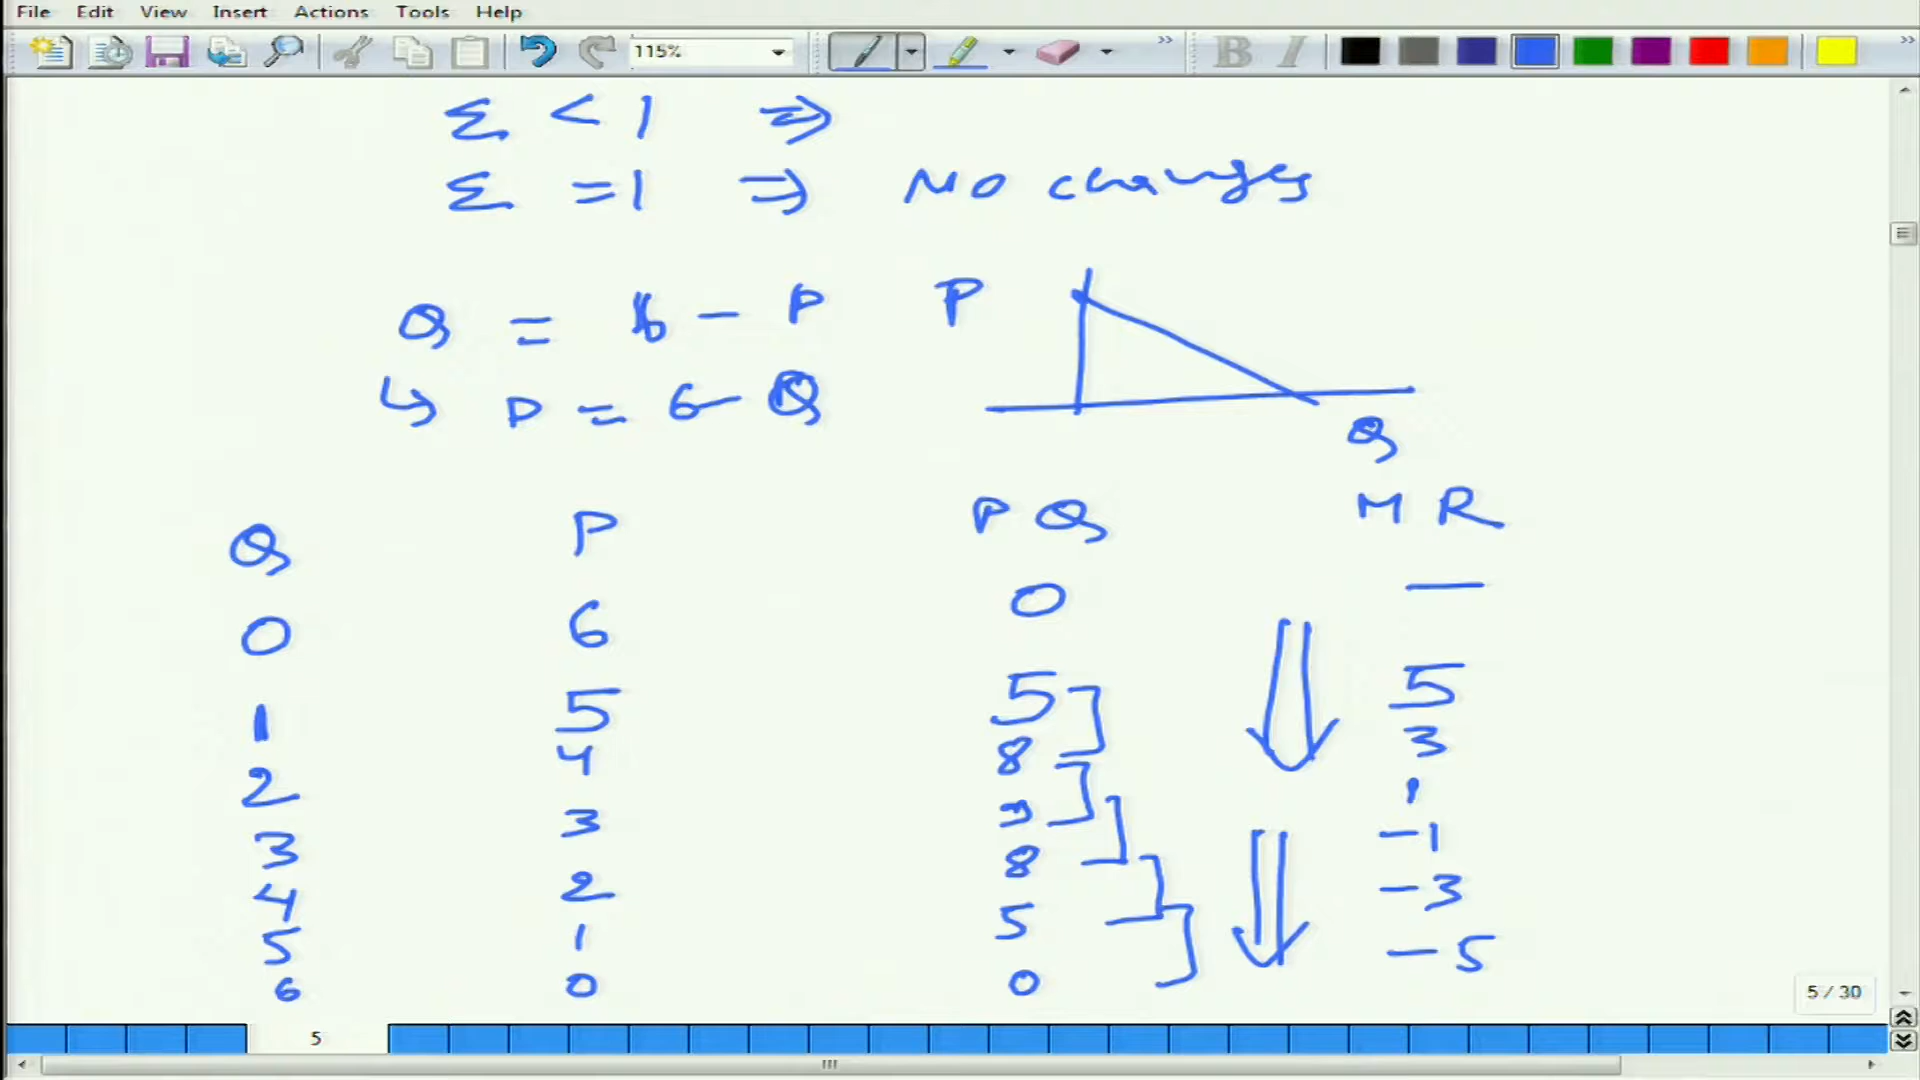 File Edit View Insert Actions Tools Help
115%
B I
Σ < 1 ⇒
Σ = 1 ⇒ No changes
Q = 6 - P
P
↳ P = 6 - Q
Q
Q P PQ MR
0 6 0 —
1 5 5 5
2 4 8 3
3 3 9 1
4 2 8 -1
5 1 5 -3
6 0 0 -5
5 / 30
5